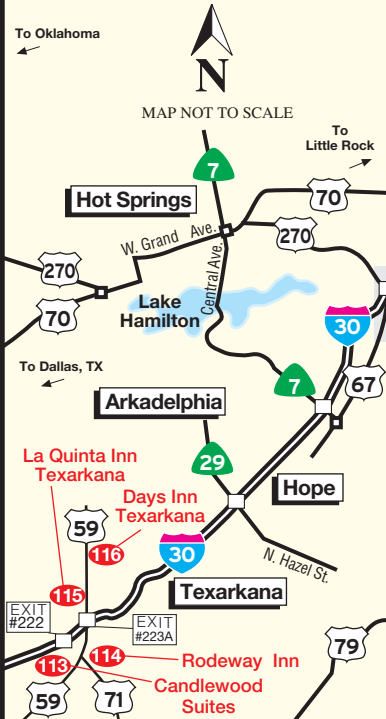 To Oklahoma
N
MAP NOT TO SCALE
To
Little Rock
7
Hot Springs
70
W. Grand Ave.
270
Central Ave.
270
Lake
Hamilton
70
30
To Dallas, TX
7
67
Arkadelphia
La Quinta Inn
Texarkana
29
Hope
Days Inn
Texarkana
59
116
30
N. Hazel St.
115
Texarkana
EXIT
#222
EXIT
#223A
79
114
Rodeway Inn
113
Candlewood
Suites
59
71